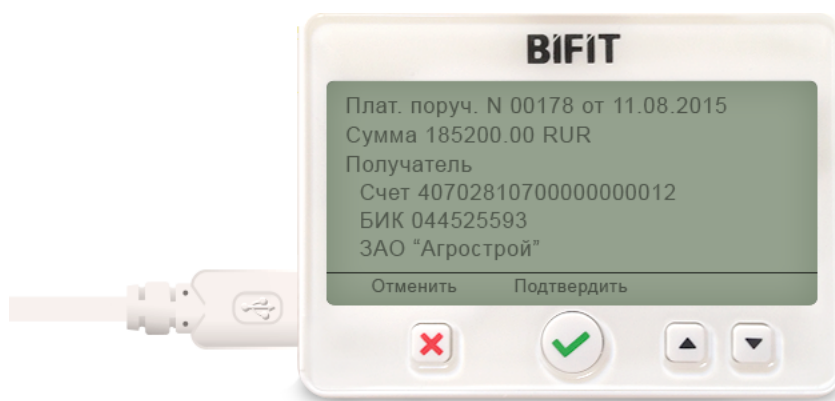 BIFIT
Плат. поруч. N 00178 от 11.08.2015
Сумма 185200.00 RUR
Получатель
Счет 40702810700000000012
БИК 044525593
ЗАО "Агрострой"
Отменить Подтвердить